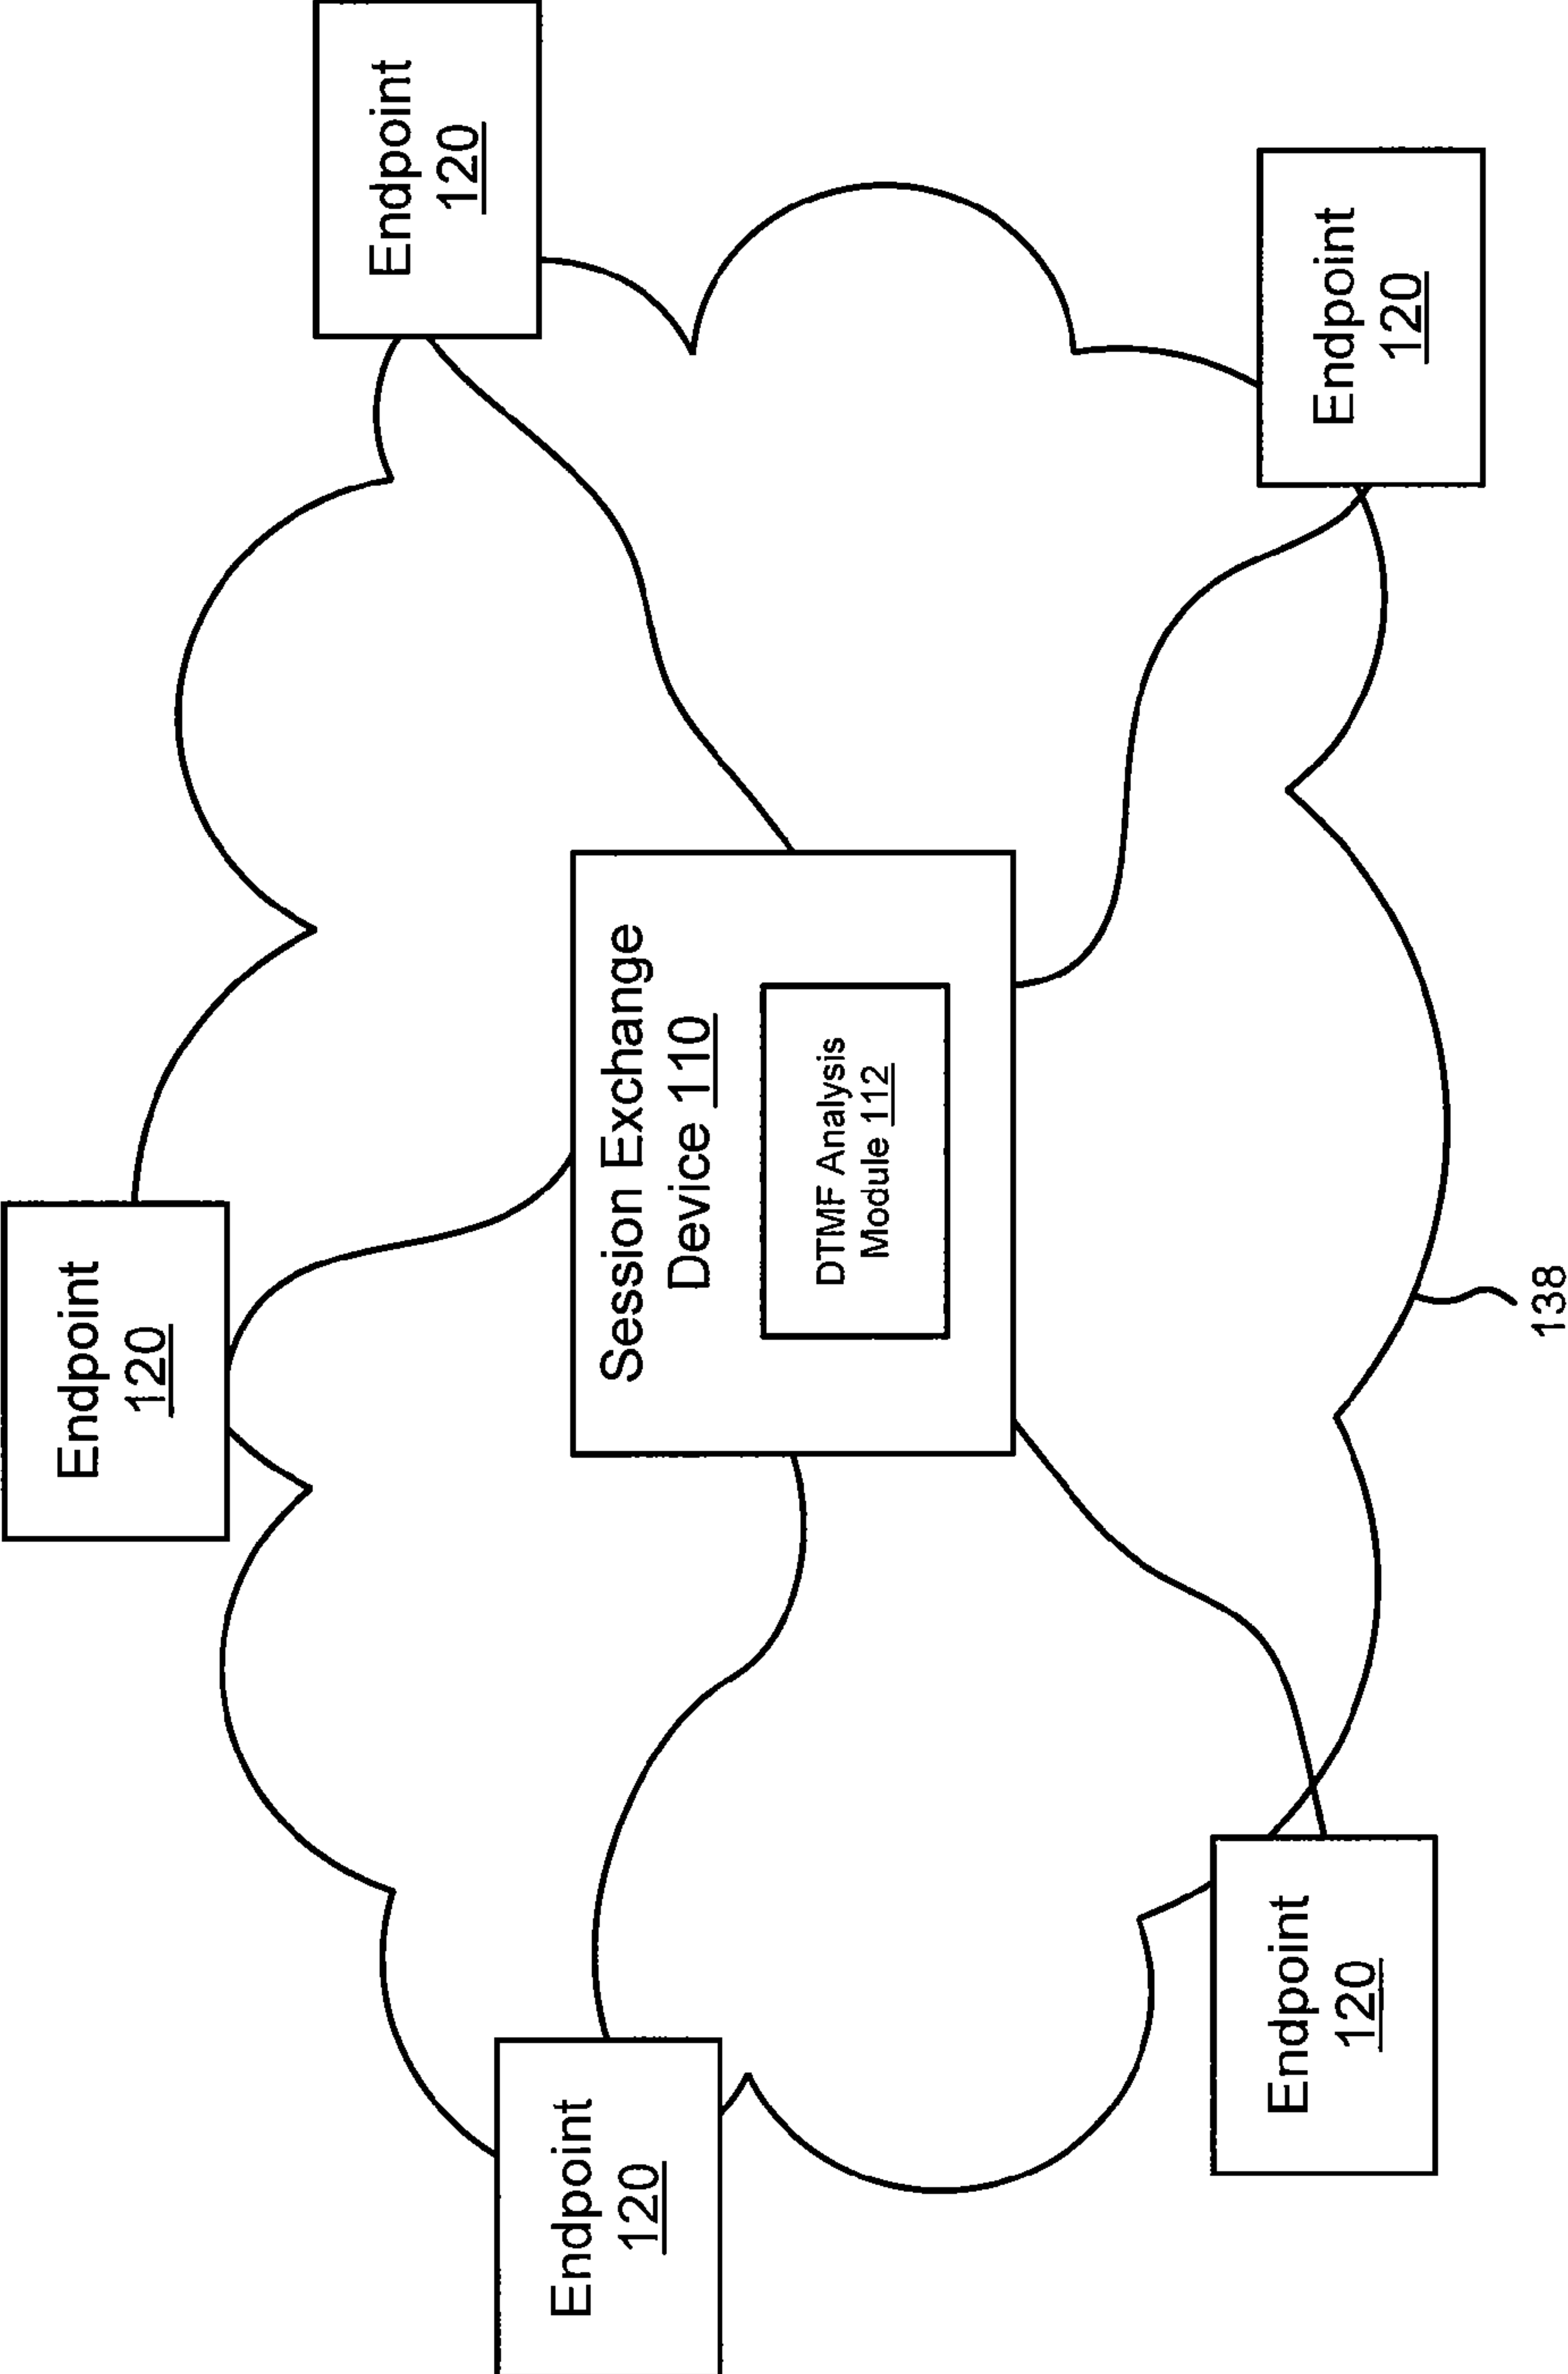 Endpoint
120
Endpoint
120
Endpoint
120
Session Exchange
Device 110
DTMF Analysis
Module 112
Endpoint
120
Endpoint
120
138